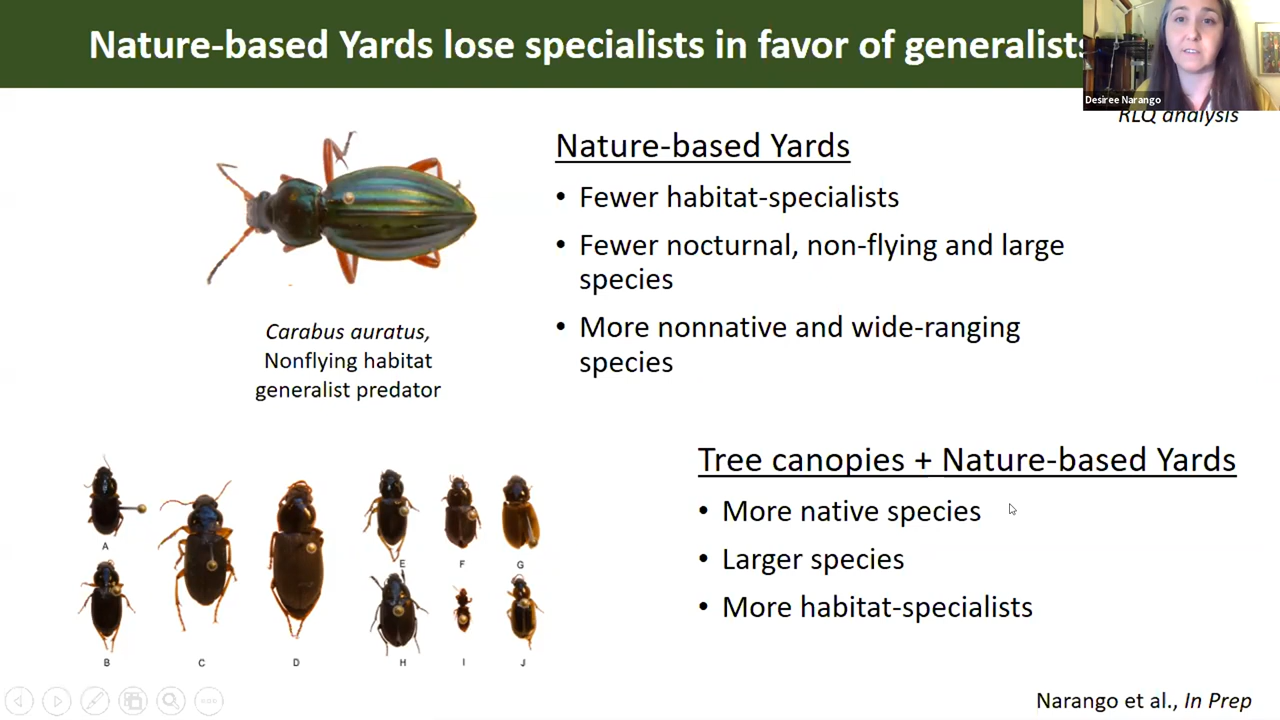 Nature-based Yards lose specialists in favor of generalists
Desiree Narango
RLQ analysis
Nature-based Yards
• Fewer habitat-specialists
• Fewer nocturnal, non-flying and large
species
• More nonnative and wide-ranging
species
Carabus auratus,
Nonflying habitat
generalist predator
Tree canopies + Nature-based Yards
• More native species
• Larger species
• More habitat-specialists
A
B
C
D
E
F
G
H
I
J
Narango et al., In Prep